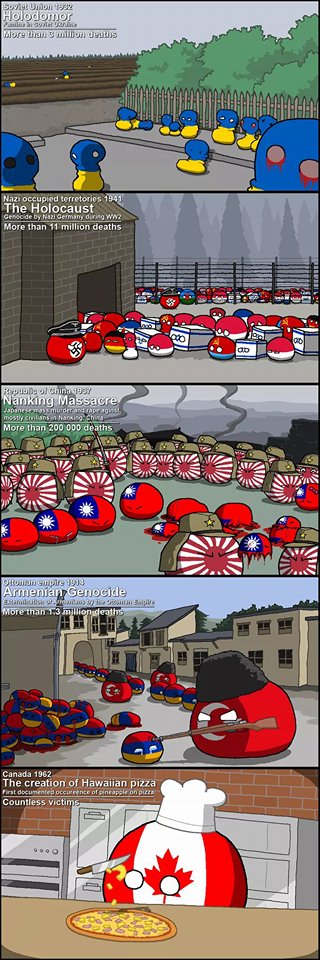 Soviet Union 1932
Holodomor
Famine in Soviet Ukraine
More than 3 million deaths
Nazi occupied terretories 1941
The Holocaust
Genocide by Nazi Germany during WW2
More than 11 million deaths
Republic of China 1937
Nanking Massacre
Japanese mass murder and rape against
mostly civilians in Nanking, China
More than 200 000 deaths
Ottoman empire 1914
Armenian Genocide
Extermination of Armenians by the Ottoman Empire
More than 1.3 million deaths
Canada 1962
The creation of Hawaiian pizza
First documented occureence of pineapple on pizza
Countless victims